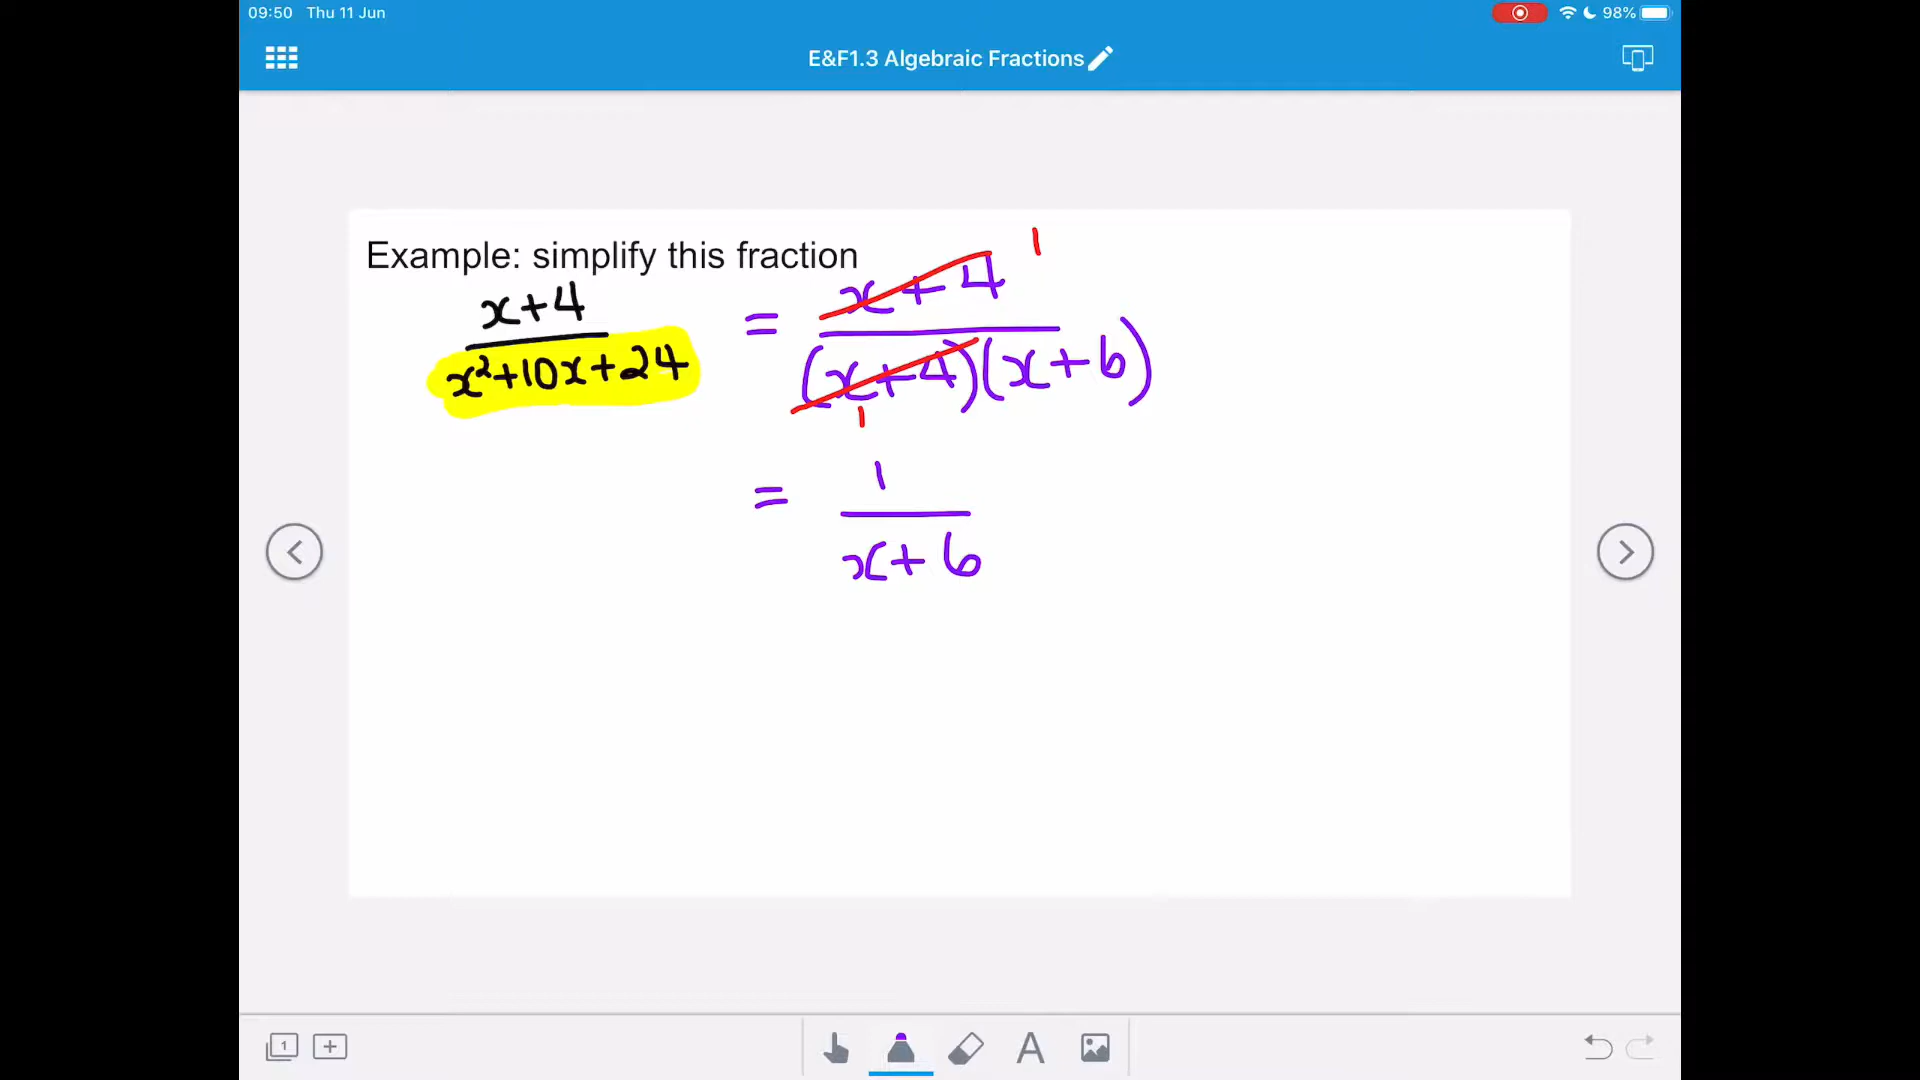 09:50 Thu 11 Jun
98%
E&F1.3 Algebraic Fractions
Example: simplify this fraction
x+4
x²+10x+24
= x+4 1
(x+4)(x+6)
1
= 1
x+6
1
A